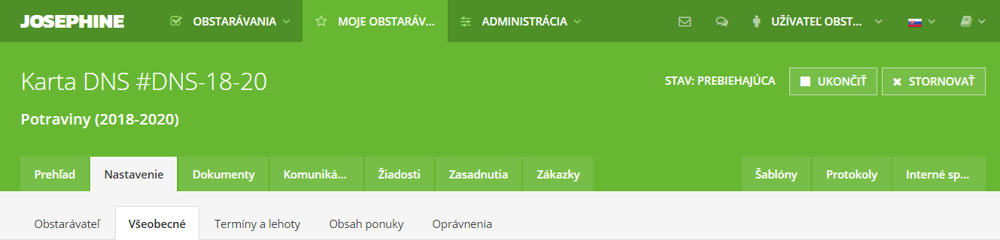 JOSEPHINE OBSTARÁVANIA MOJE OBSTARÁV... ADMINISTRÁCIA UŽÍVATEĽ OBST...
Karta DNS #DNS-18-20 STAV: PREBIEHAJÚCA UKONČIŤ STORNOVAŤ
Potraviny (2018-2020)
Prehľad Nastavenie Dokumenty Komuniká... Žiadosti Zasadnutia Zákazky Šablóny Protokoly Interné sp...
Obstarávateľ Všeobecné Termíny a lehoty Obsah ponuky Oprávnenia